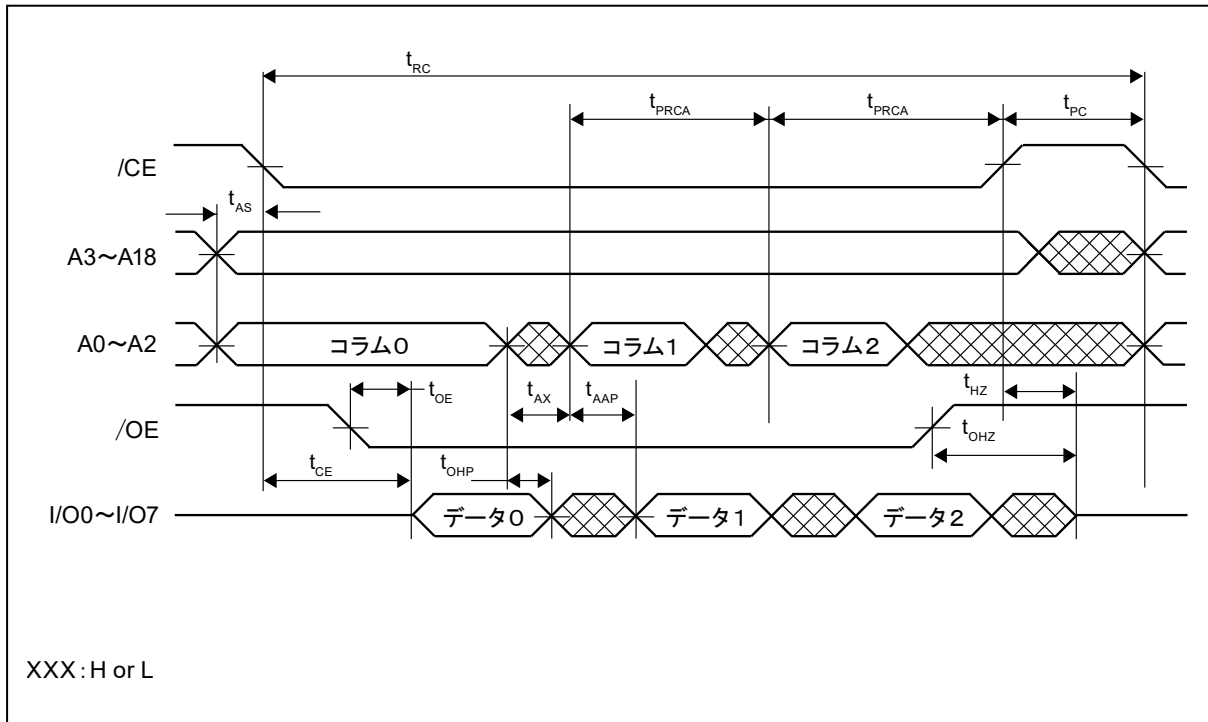 tRC
tPRCA tPRCA tPC
/CE
tAS
A3～A18
A0～A2 コラム0 コラム1 コラム2
tOE tAX tAAP tHZ
/OE
tCE tOHP tOHZ
I/O0～I/O7 データ0 データ1 データ2
XXX : H or L